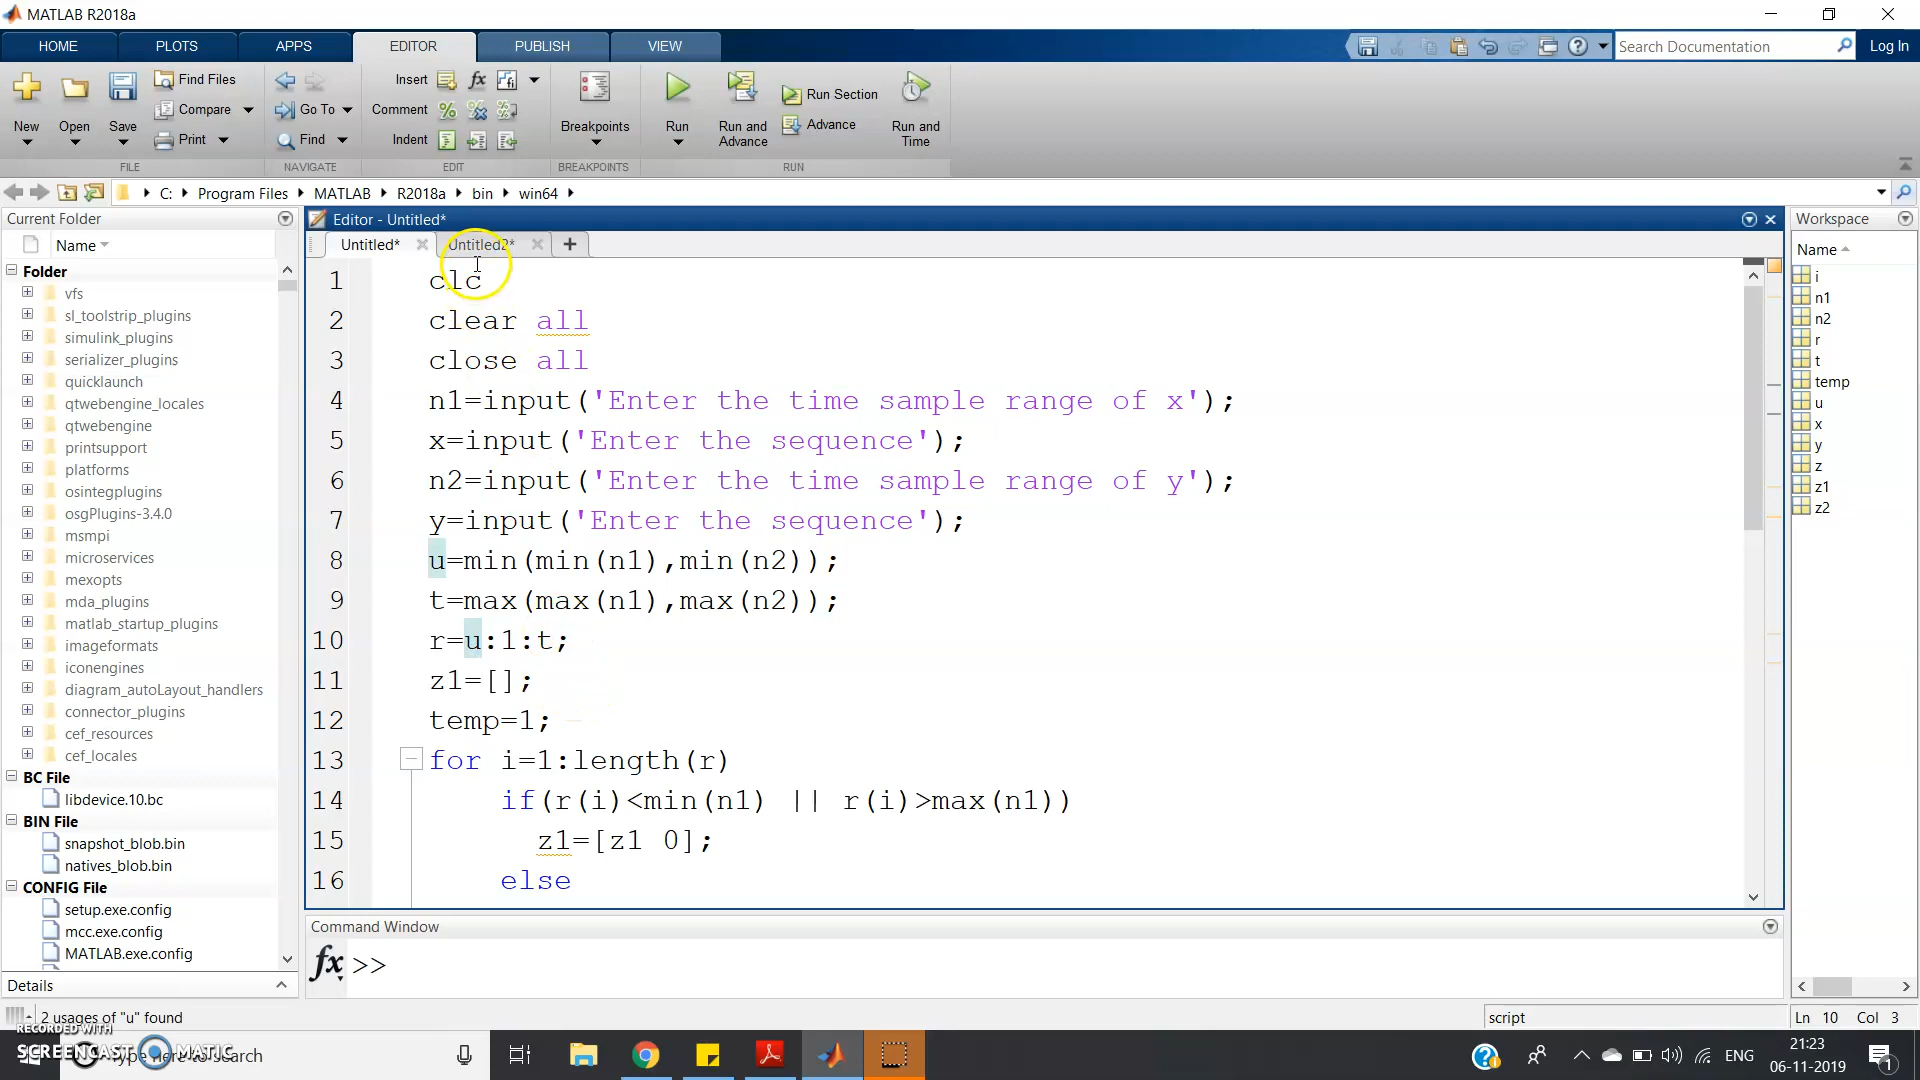 MATLAB R2018a
HOME PLOTS APPS EDITOR PUBLISH VIEW Search Documentation Log In
New Open Save Find Files Compare Print Go To Find Insert Comment Indent Breakpoints Run Run and Advance Run Section Advance Run and Time
FILE NAVIGATE EDIT BREAKPOINTS RUN
C: Program Files MATLAB R2018a bin win64
Current Folder
Name
Folder
vfs
sl_toolstrip_plugins
simulink_plugins
serializer_plugins
quicklaunch
qtwebengine_locales
qtwebengine
printsupport
platforms
osintegplugins
osgPlugins-3.4.0
msmpi
microservices
mexopts
mda_plugins
matlab_startup_plugins
imageformats
iconengines
diagram_autoLayout_handlers
connector_plugins
cef_resources
cef_locales
BC File
libdevice.10.bc
BIN File
snapshot_blob.bin
natives_blob.bin
CONFIG File
setup.exe.config
mcc.exe.config
MATLAB.exe.config
Details
Editor - Untitled*
Untitled* Untitled2*
1 clc
2 clear all
3 close all
4 n1=input('Enter the time sample range of x');
5 x=input('Enter the sequence');
6 n2=input('Enter the time sample range of y');
7 y=input('Enter the sequence');
8 u=min(min(n1),min(n2));
9 t=max(max(n1),max(n2));
10 r=u:1:t;
11 z1=[];
12 temp=1;
13 for i=1:length(r)
14 if(r(i)<min(n1) || r(i)>max(n1))
15 z1=[z1 0];
16 else
Command Window
fx >>
Workspace
Name
i
n1
n2
r
t
temp
u
x
y
z
z1
z2
2 usages of "u" found
script
Ln 10 Col 3
RECORDED WITH
SCREENCAST MATIC
Type here to search
ENG
21:23
06-11-2019
1